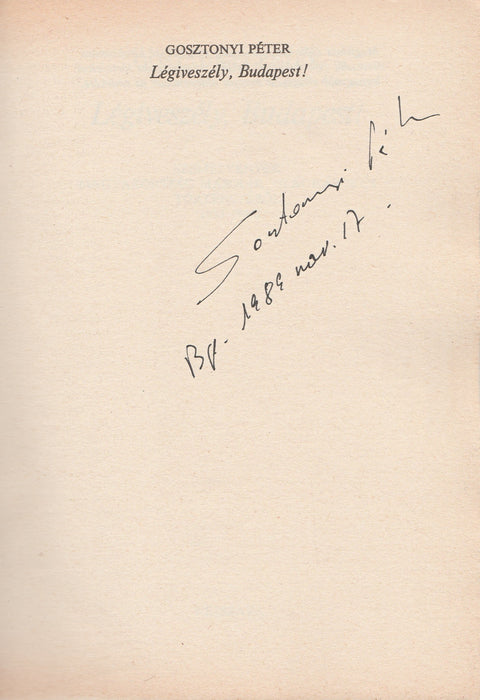 GOSZTONYI PÉTER
Légiveszély, Budapest!
Gosztonyi Péter
Bp. 1989 nov. 17.